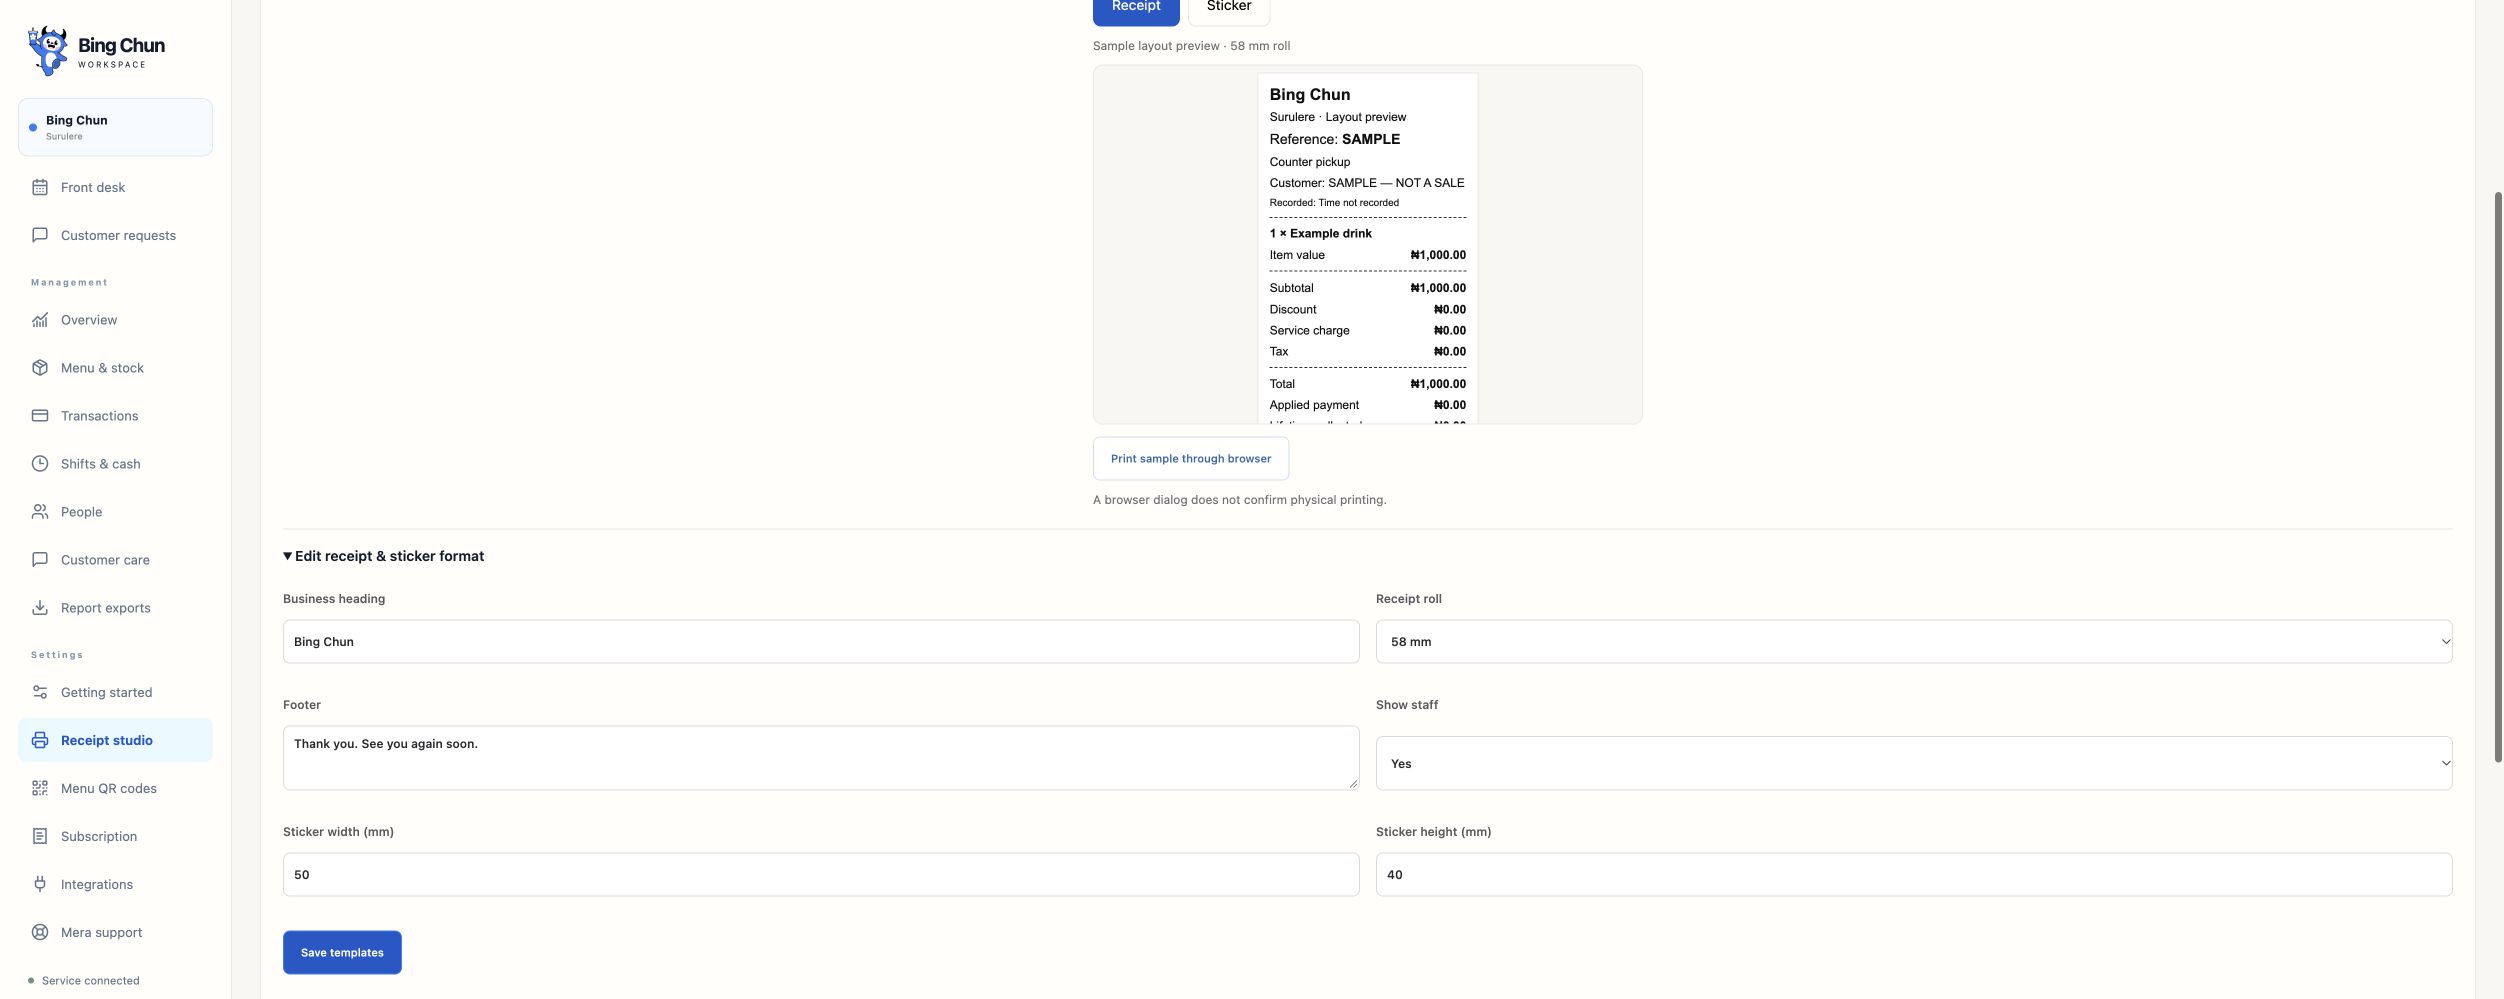 Bing Chun
WORKSPACE
Bing Chun
Surulere
Front desk
Customer requests
Management
Overview
Menu & stock
Transactions
Shifts & cash
People
Customer care
Report exports
Settings
Getting started
Receipt studio
Menu QR codes
Subscription
Integrations
Mera support
Service connected
Receipt Sticker
Sample layout preview · 58 mm roll
Bing Chun
Surulere · Layout preview
Reference: SAMPLE
Counter pickup
Customer: SAMPLE — NOT A SALE
Recorded: Time not recorded
1 × Example drink
Item value ₦1,000.00
Subtotal ₦1,000.00
Discount ₦0.00
Service charge ₦0.00
Tax ₦0.00
Total ₦1,000.00
Applied payment ₦0.00
Print sample through browser
A browser dialog does not confirm physical printing.
Edit receipt & sticker format
Business heading
Bing Chun
Receipt roll
58 mm
Footer
Thank you. See you again soon.
Show staff
Yes
Sticker width (mm)
50
Sticker height (mm)
40
Save templates